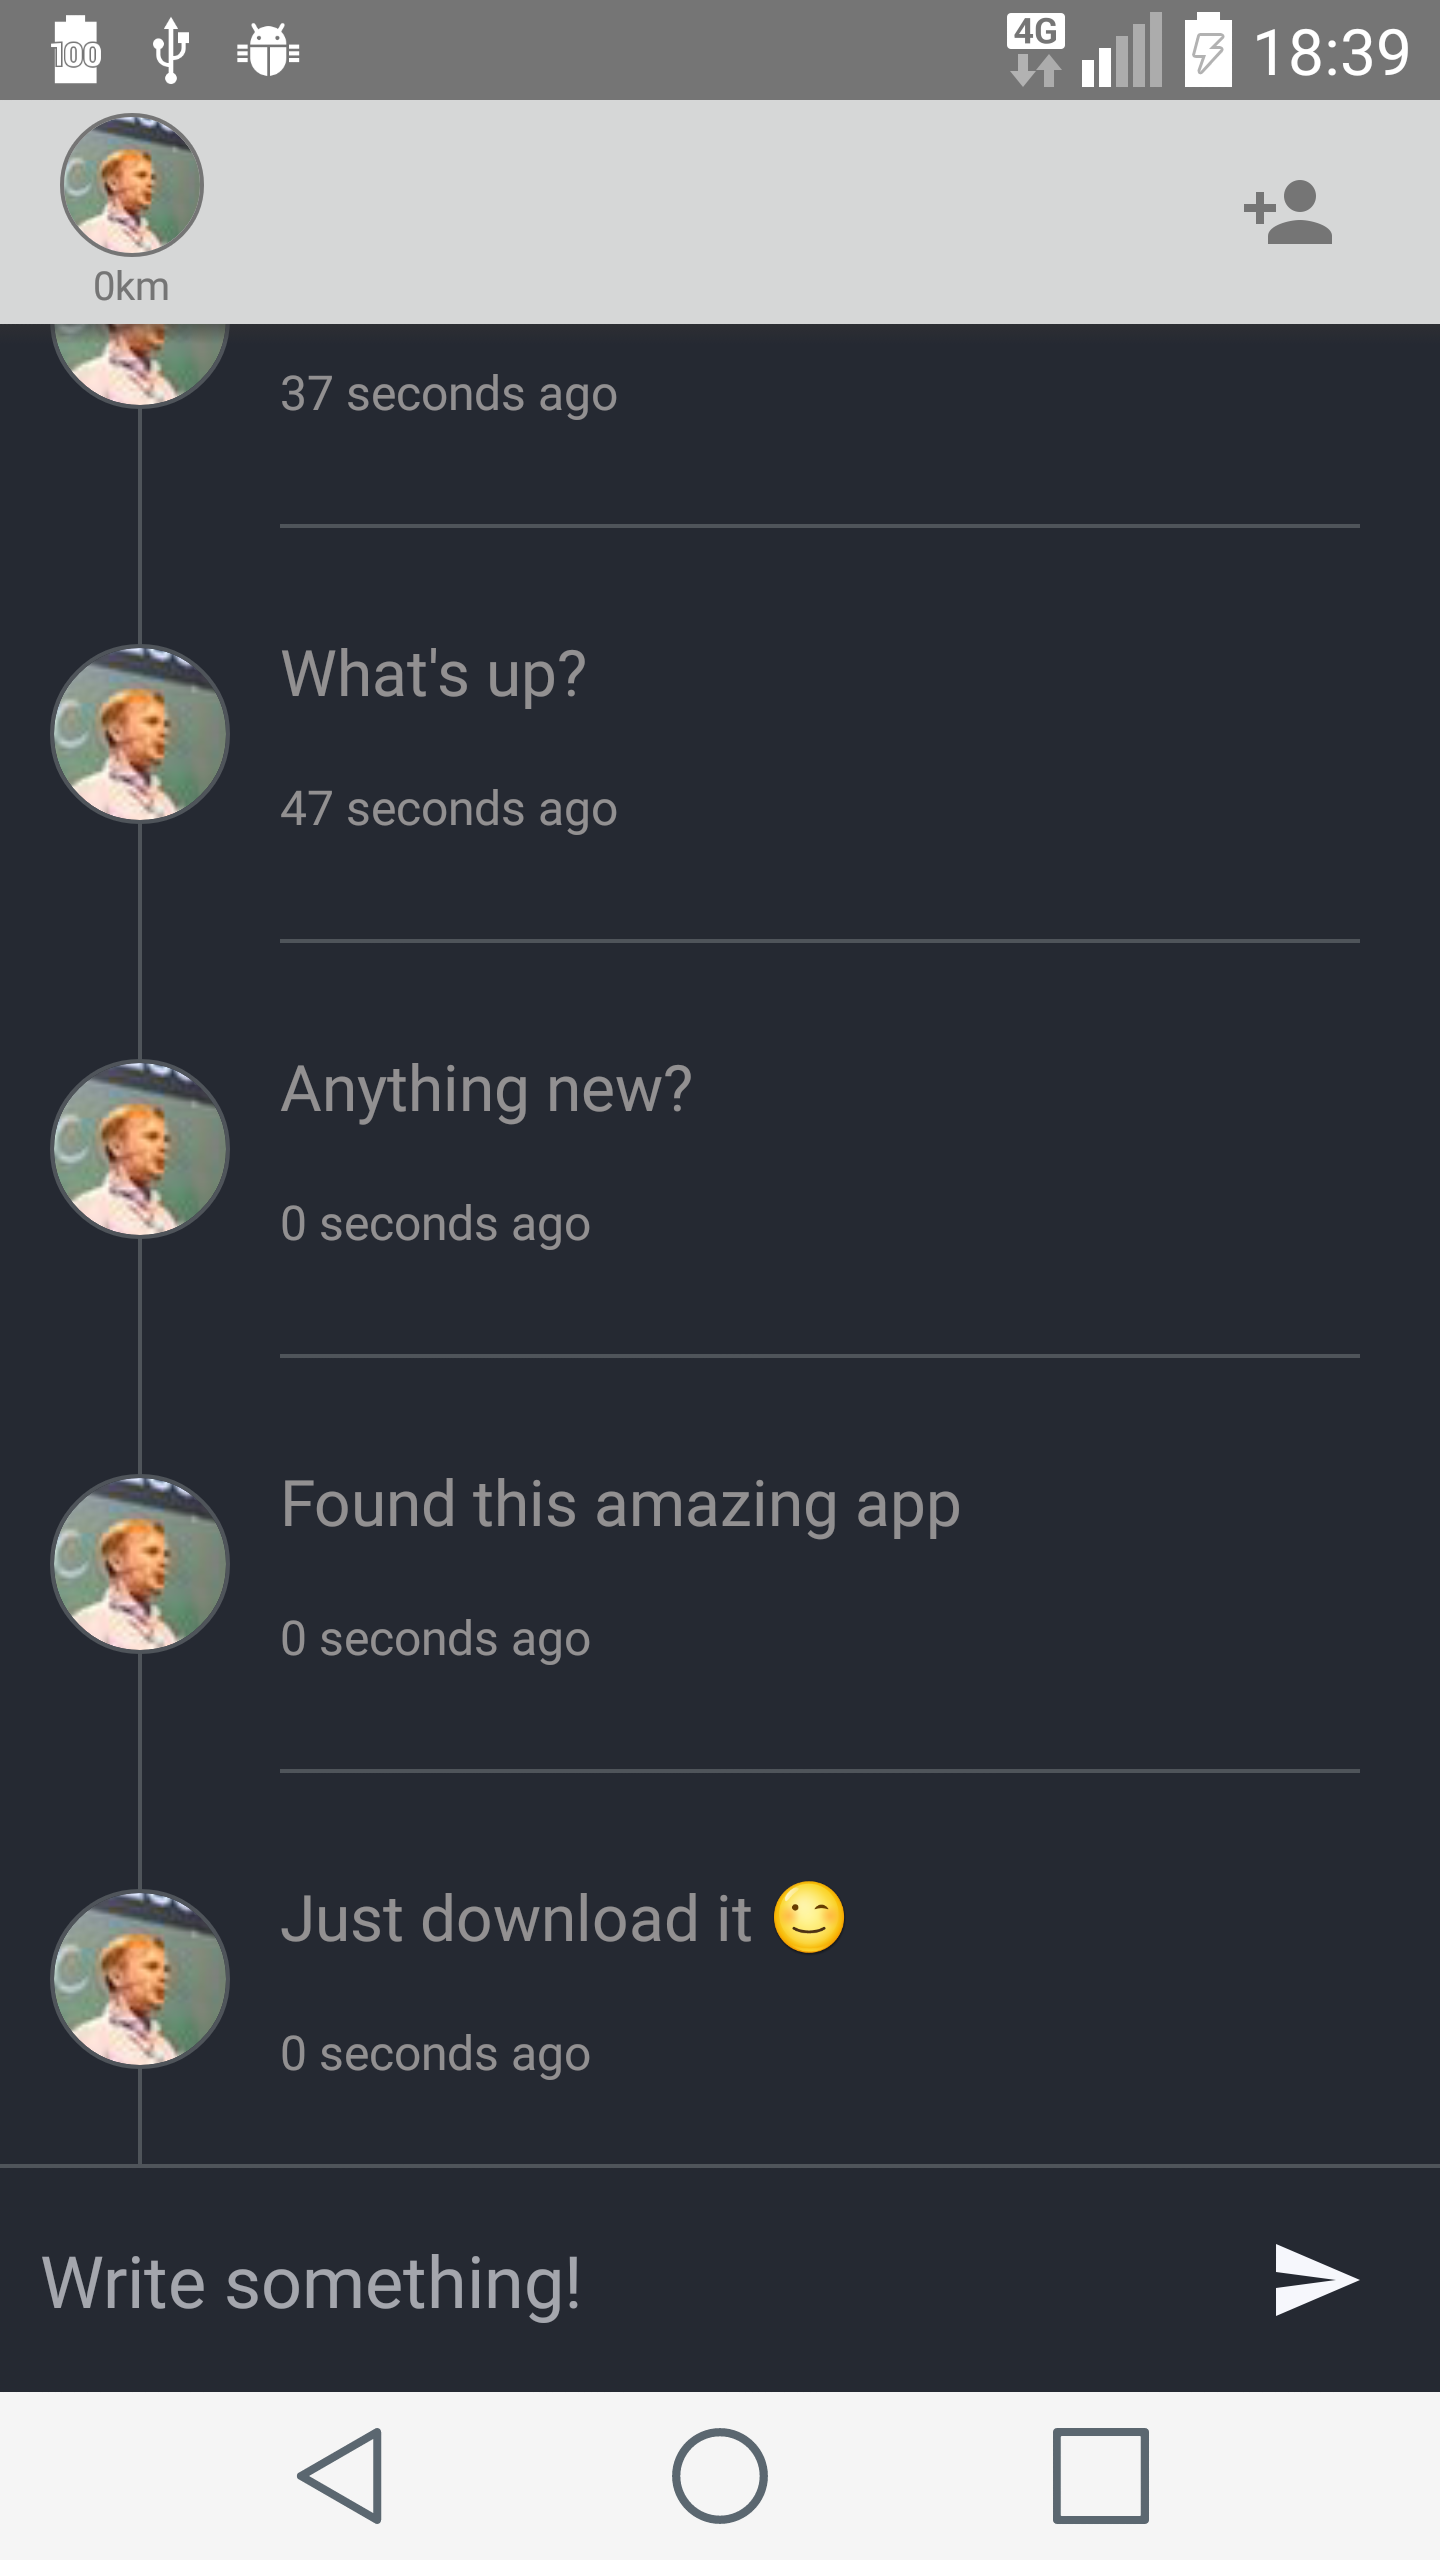 100
4G
18:39
0km
37 seconds ago
What's up?
47 seconds ago
Anything new?
0 seconds ago
Found this amazing app
0 seconds ago
Just download it 😉
0 seconds ago
Write something!